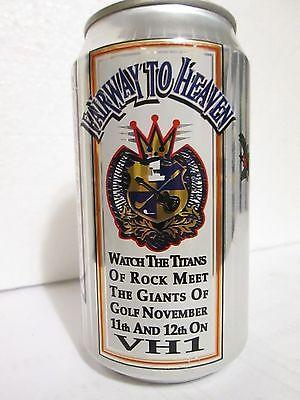 FAIRWAY TO HEAVEN
1
WATCH THE TITANS
OF ROCK MEET
THE GIANTS OF
GOLF NOVEMBER
11th AND 12th ON
VH1